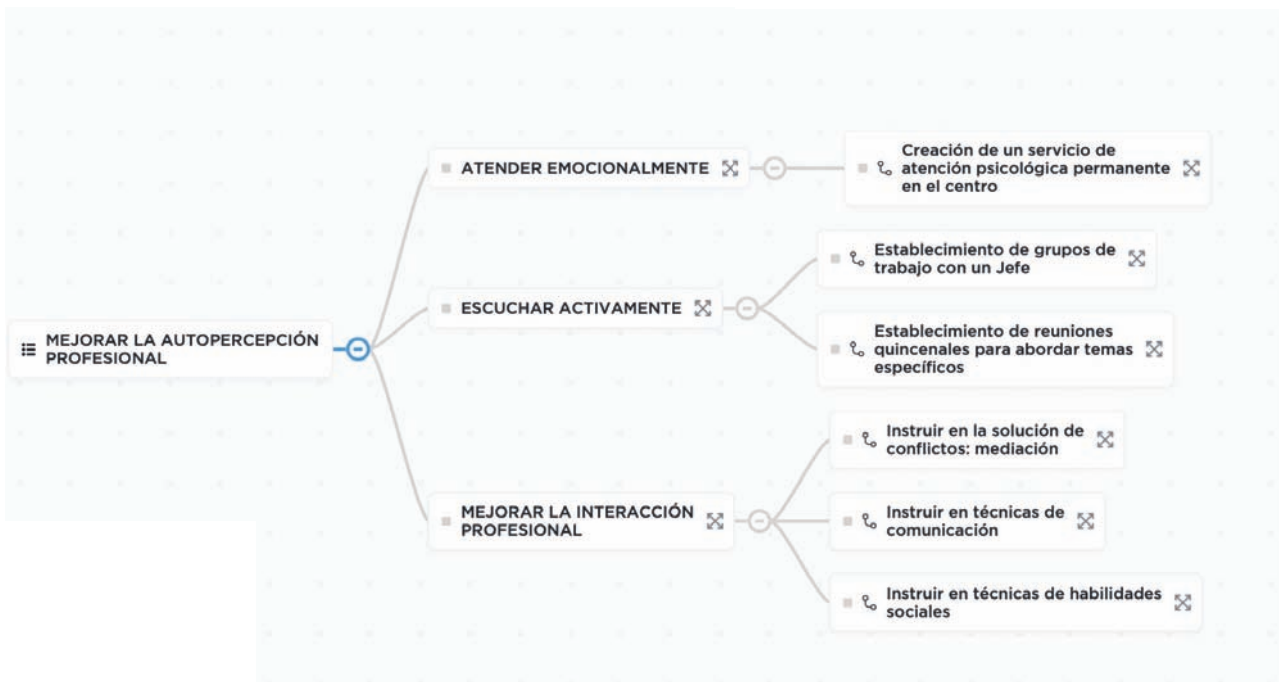 MEJORAR LA AUTOPERCEPCIÓN
PROFESIONAL
ATENDER EMOCIONALMENTE
Creación de un servicio de
atención psicológica permanente
en el centro
ESCUCHAR ACTIVAMENTE
Establecimiento de grupos de
trabajo con un Jefe
Establecimiento de reuniones
quincenales para abordar temas
específicos
MEJORAR LA INTERACCIÓN
PROFESIONAL
Instruir en la solución de
conflictos: mediación
Instruir en técnicas de
comunicación
Instruir en técnicas de habilidades
sociales